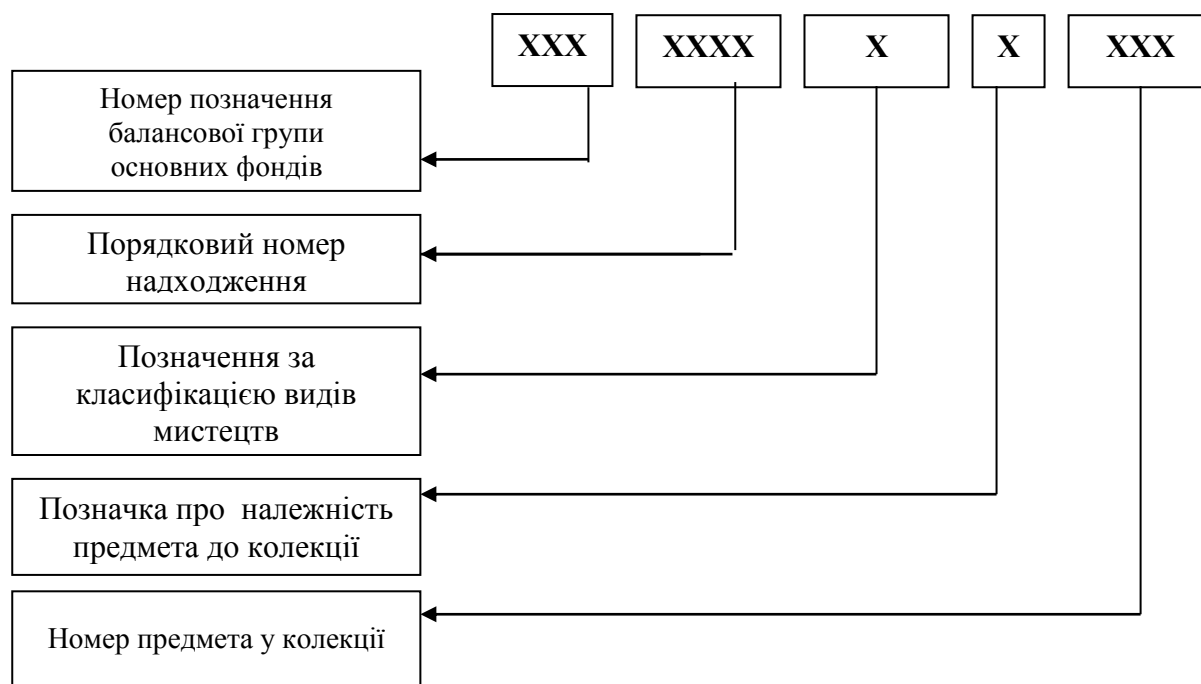 XXX XXXX X X XXX
Номер позначення
балансової групи
основних фондів
Порядковий номер
надходження
Позначення за
класифікацією видів
мистецтв
Позначка про належність
предмета до колекції
Номер предмета у колекції